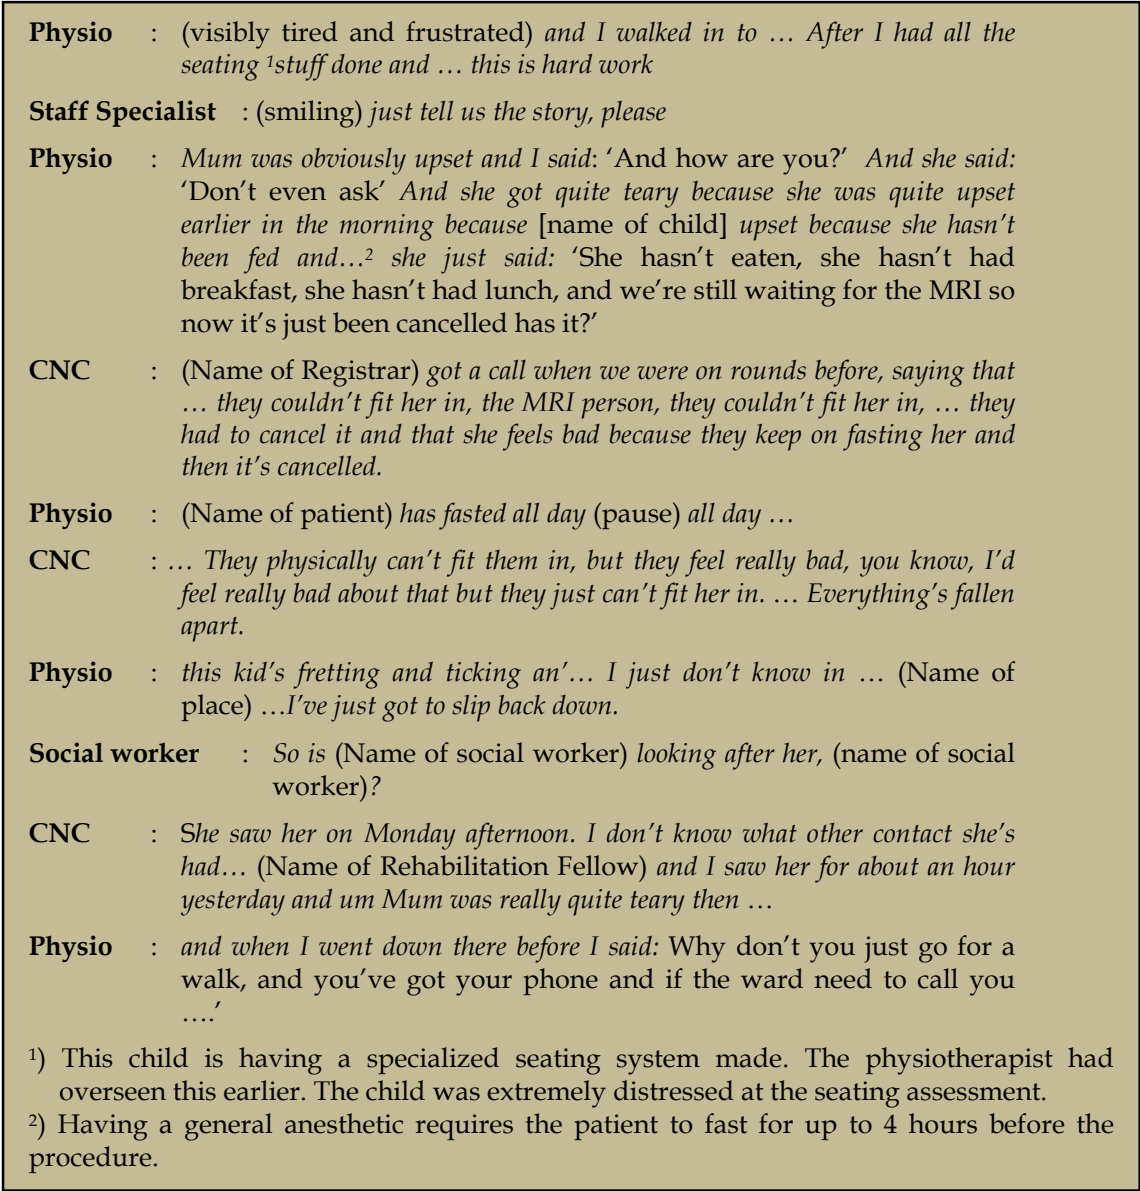 Physio : (visibly tired and frustrated) and I walked in to … After I had all the
seating ¹stuff done and … this is hard work
Staff Specialist : (smiling) just tell us the story, please
Physio : Mum was obviously upset and I said: ‘And how are you?’ And she said:
‘Don’t even ask’ And she got quite teary because she was quite upset
earlier in the morning because [name of child] upset because she hasn’t
been fed and…² she just said: ‘She hasn’t eaten, she hasn’t had
breakfast, she hasn’t had lunch, and we’re still waiting for the MRI so
now it’s just been cancelled has it?’
CNC : (Name of Registrar) got a call when we were on rounds before, saying that
… they couldn’t fit her in, the MRI person, they couldn’t fit her in, … they
had to cancel it and that she feels bad because they keep on fasting her and
then it’s cancelled.
Physio : (Name of patient) has fasted all day (pause) all day …
CNC : … They physically can’t fit them in, but they feel really bad, you know, I’d
feel really bad about that but they just can’t fit her in. … Everything’s fallen
apart.
Physio : this kid’s fretting and ticking an’… I just don’t know in … (Name of
place) …I’ve just got to slip back down.
Social worker : So is (Name of social worker) looking after her, (name of social
worker)?
CNC : She saw her on Monday afternoon. I don’t know what other contact she’s
had… (Name of Rehabilitation Fellow) and I saw her for about an hour
yesterday and um Mum was really quite teary then …
Physio : and when I went down there before I said: Why don’t you just go for a
walk, and you’ve got your phone and if the ward need to call you
….’
¹) This child is having a specialized seating system made. The physiotherapist had
overseen this earlier. The child was extremely distressed at the seating assessment.
²) Having a general anesthetic requires the patient to fast for up to 4 hours before the
procedure.